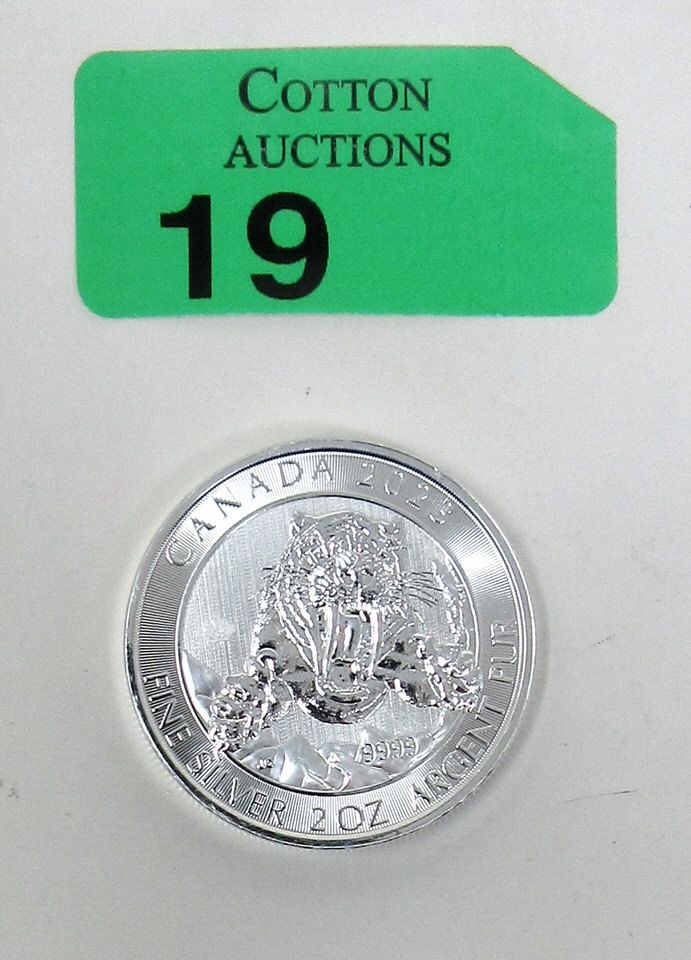 COTTON
AUCTIONS
19
CANADA 2023
9999
FINE SILVER 2 OZ ARGENT PUR